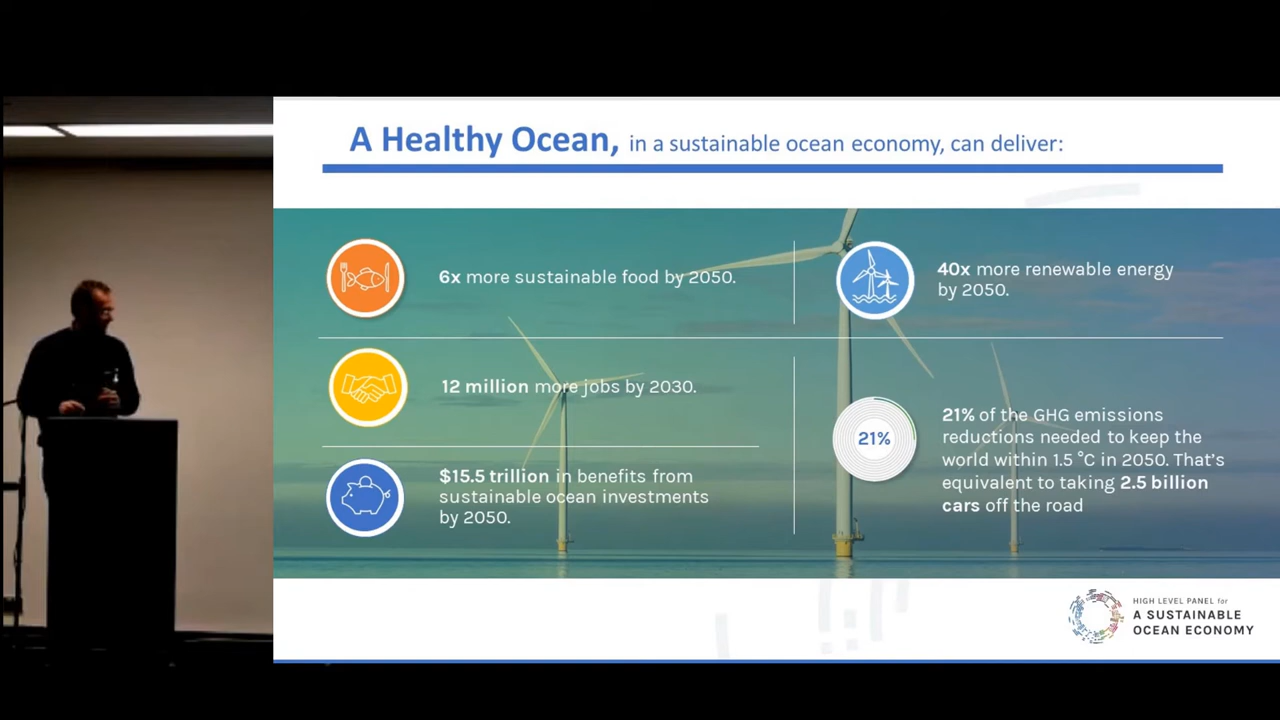 A Healthy Ocean, in a sustainable ocean economy, can deliver:
6x more sustainable food by 2050.
40x more renewable energy
by 2050.
12 million more jobs by 2030.
$15.5 trillion in benefits from
sustainable ocean investments
by 2050.
21%
21% of the GHG emissions
reductions needed to keep the
world within 1.5 °C in 2050. That's
equivalent to taking 2.5 billion
cars off the road
HIGH LEVEL PANEL for
A SUSTAINABLE
OCEAN ECONOMY